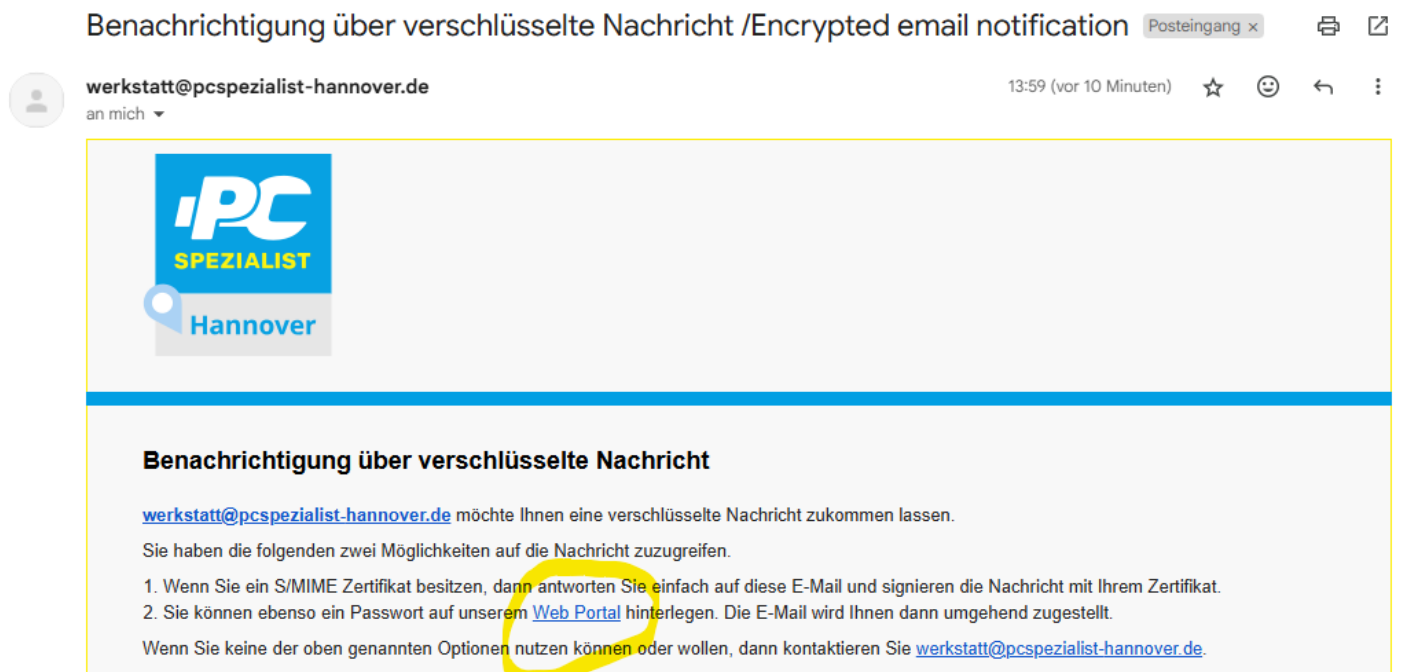 Benachrichtigung über verschlüsselte Nachricht /Encrypted email notification Posteingang ×
werkstatt@pcspezialist-hannover.de 13:59 (vor 10 Minuten)
an mich
PC
SPEZIALIST
Hannover
Benachrichtigung über verschlüsselte Nachricht
werkstatt@pcspezialist-hannover.de möchte Ihnen eine verschlüsselte Nachricht zukommen lassen.
Sie haben die folgenden zwei Möglichkeiten auf die Nachricht zuzugreifen.
1. Wenn Sie ein S/MIME Zertifikat besitzen, dann antworten Sie einfach auf diese E-Mail und signieren die Nachricht mit Ihrem Zertifikat.
2. Sie können ebenso ein Passwort auf unserem Web Portal hinterlegen. Die E-Mail wird Ihnen dann umgehend zugestellt.
Wenn Sie keine der oben genannten Optionen nutzen können oder wollen, dann kontaktieren Sie werkstatt@pcspezialist-hannover.de.